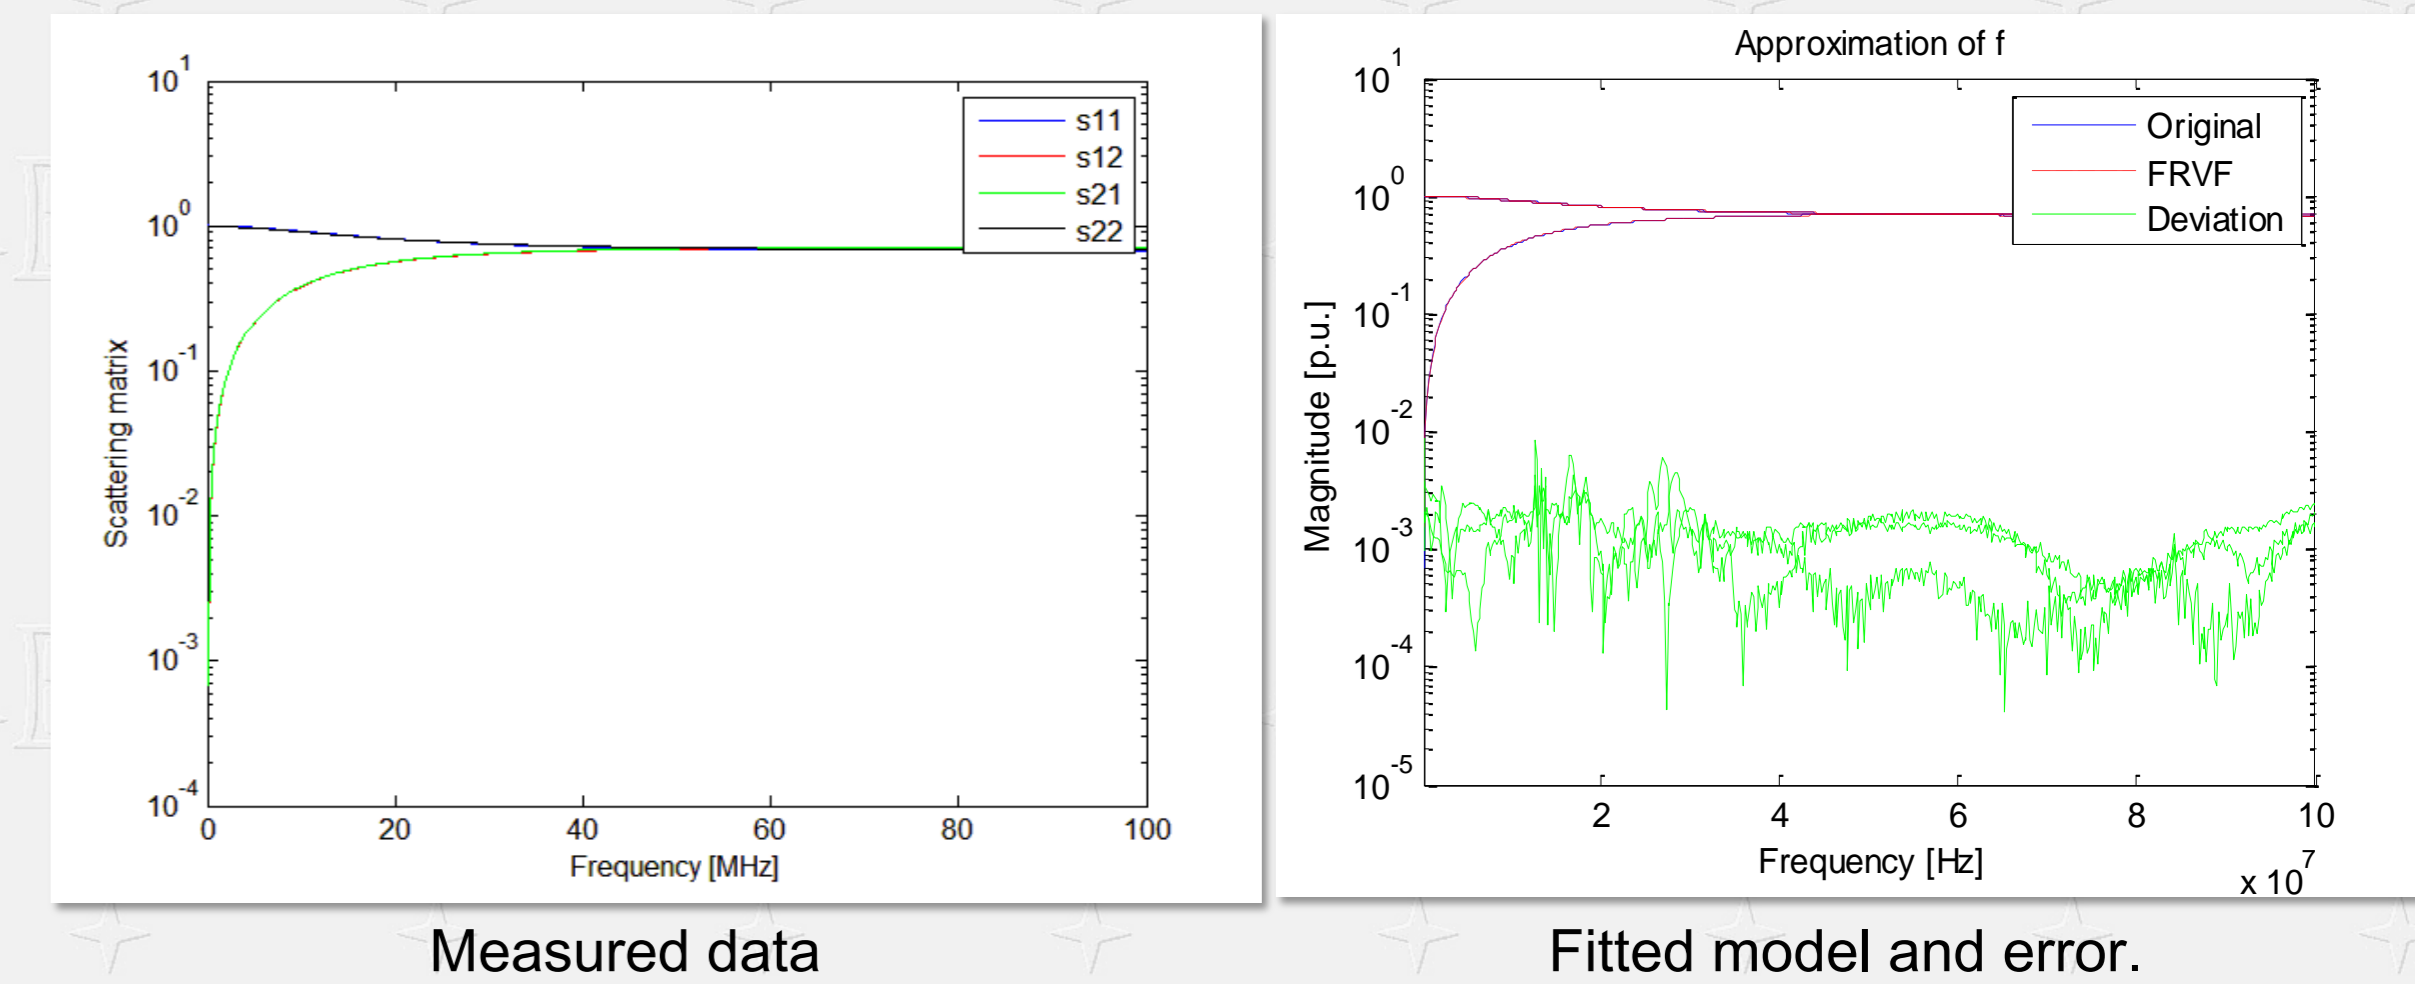 10^1
10^0
10^-1
10^-2
10^-3
10^-4
Scattering matrix
s11
s12
s21
s22
0 20 40 60 80 100
Frequency [MHz]
Measured data
Approximation of f
10^1
10^0
10^-1
10^-2
10^-3
10^-4
10^-5
Magnitude [p.u.]
Original
FRVF
Deviation
2 4 6 8 10
Frequency [Hz]
x 10^7
Fitted model and error.